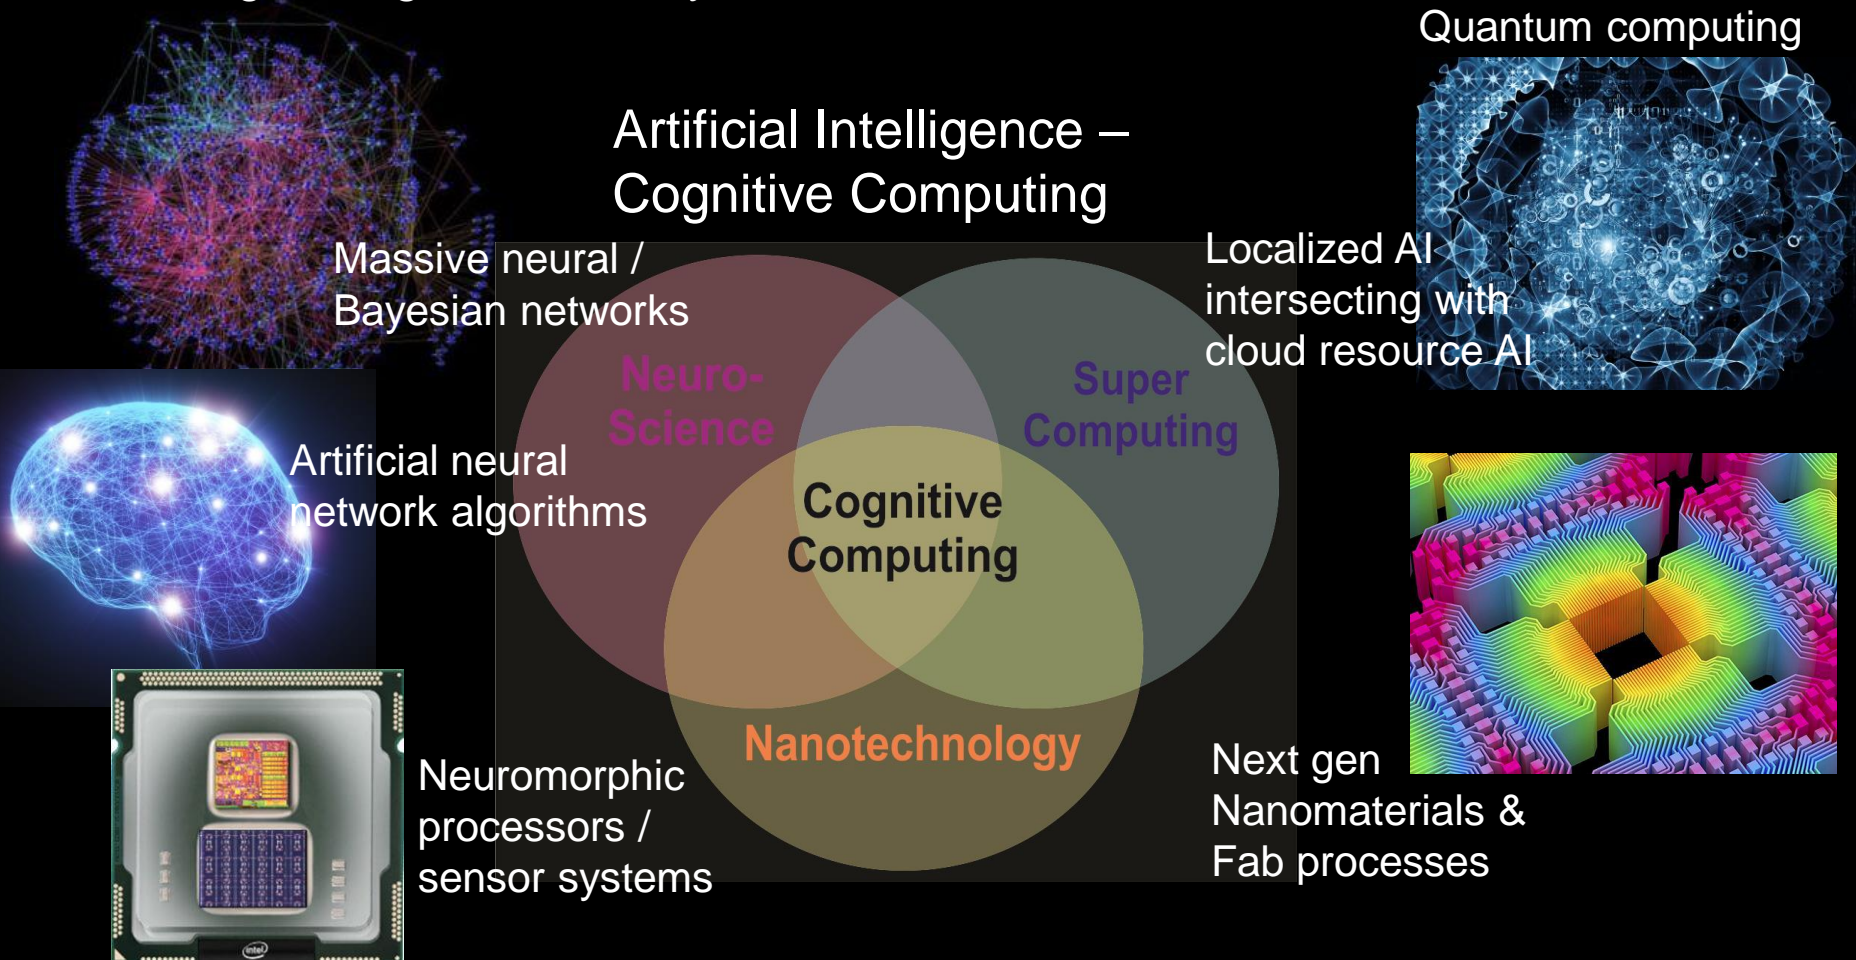 Quantum computing
Artificial Intelligence –
Cognitive Computing
Massive neural /
Bayesian networks
Localized AI
intersecting with
cloud resource AI
Neuro-
Science
Super
Computing
Artificial neural
network algorithms
Cognitive
Computing
Nanotechnology
Neuromorphic
processors /
sensor systems
Next gen
Nanomaterials &
Fab processes
intel